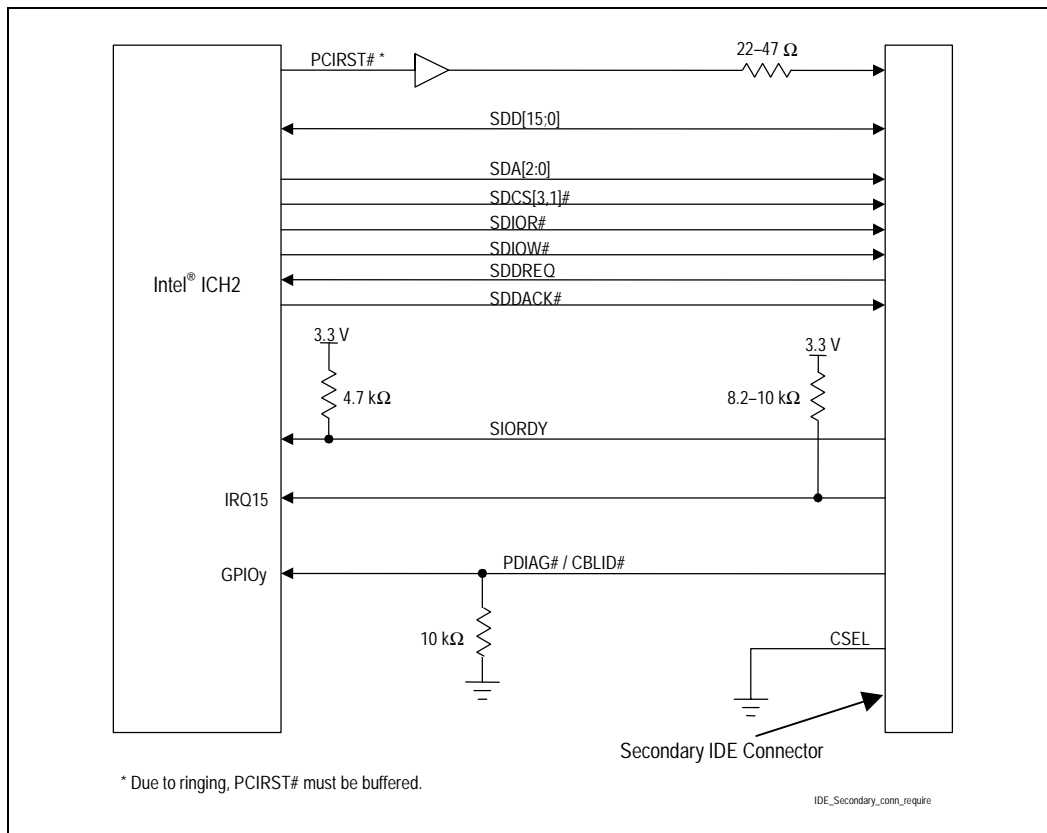 PCIRST# *
22–47 Ω
SDD[15;0]
SDA[2:0]
SDCS[3,1]#
SDIOR#
SDIOW#
SDDREQ
Intel® ICH2
SDDACK#
3.3 V
3.3 V
4.7 kΩ
8.2–10 kΩ
SIORDY
IRQ15
PDIAG# / CBLID#
GPIOy
10 kΩ
CSEL
Secondary IDE Connector
* Due to ringing, PCIRST# must be buffered.
IDE_Secondary_conn_require